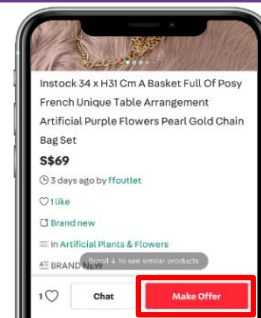 Instock 34 x H31 Cm A Basket Full Of Posy
French Unique Table Arrangement
Artificial Purple Flowers Pearl Gold Chain
Bag Set
S$69
3 days ago by ffoutlet
1 like
Brand new
In Artificial Plants & Flowers
BRAND NEW
Scroll ↓ to see similar products
1
Chat
Make Offer